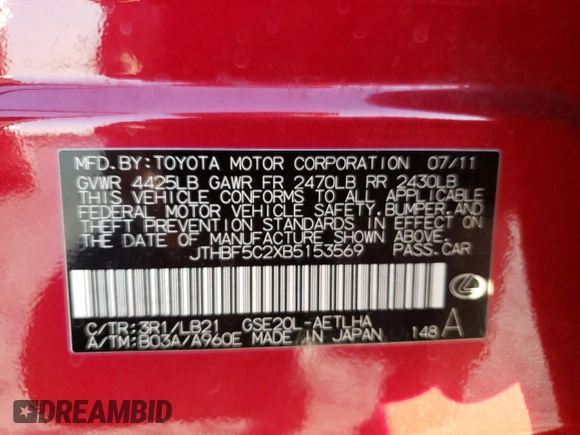 MFD.BY:TOYOTA MOTOR CORPORATION 07/11
GVWR 4425LB GAWR FR 2470LB RR 2430LB
THIS VEHICLE CONFORMS TO ALL APPLICABLE
FEDERAL MOTOR VEHICLE SAFETY,BUMPER,AND
THEFT PREVENTION STANDARDS IN EFFECT ON
THE DATE OF MANUFACTURE SHOWN ABOVE.
JTHBF5C2XB5153569 PASS.CAR
C/TR:3R1/LB21 GSE20L-AETLHA
A/TM:B03A/A960E MADE IN JAPAN 148 A
DREAMBID